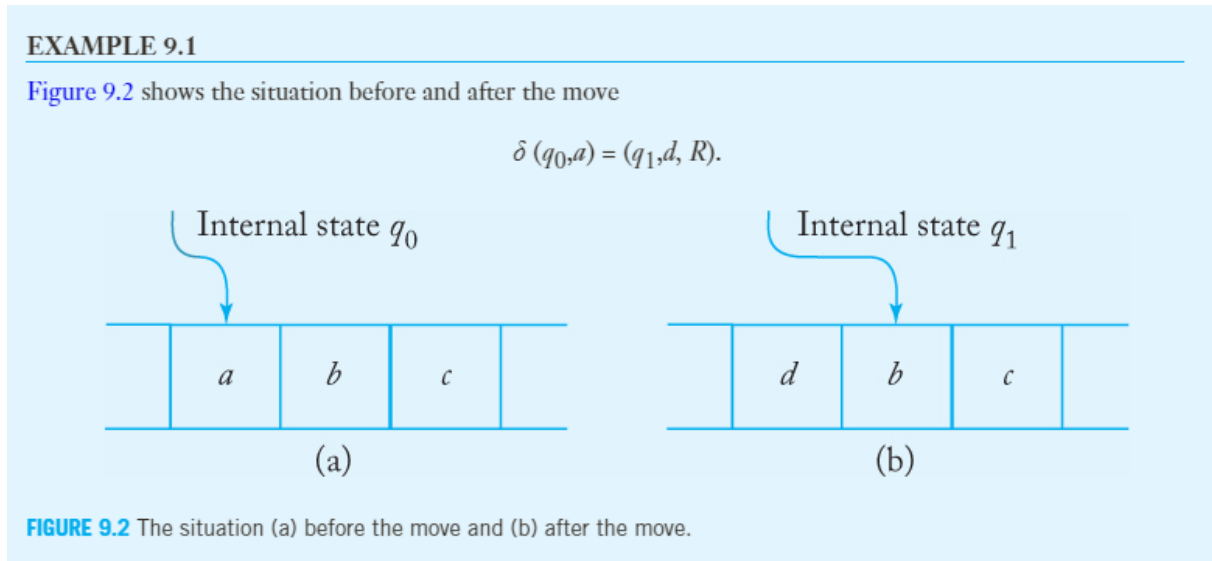 EXAMPLE 9.1
Figure 9.2 shows the situation before and after the move
δ (q₀,a) = (q₁,d, R).
Internal state q₀
Internal state q₁
a b c
d b c
(a)
(b)
FIGURE 9.2 The situation (a) before the move and (b) after the move.